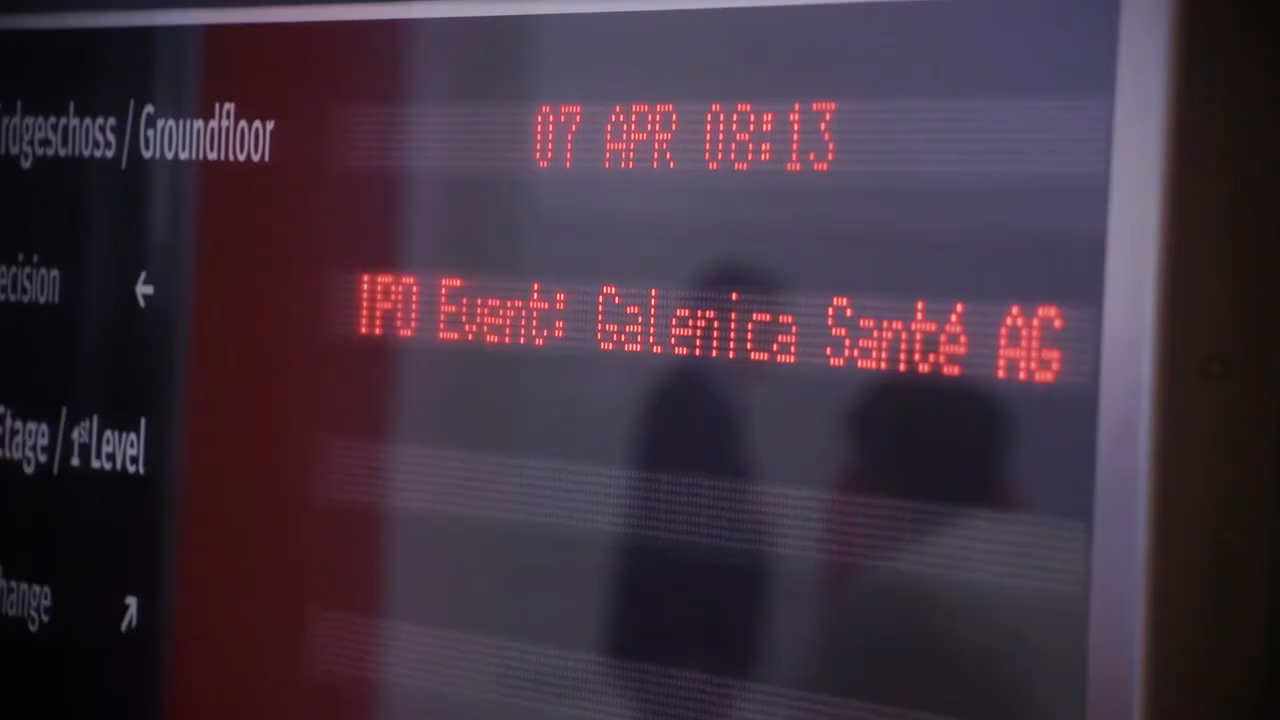 07 APR 08:13
rdgeschoss / Groundfloor
IPO Event: Galenica Santé AG
ecision ←
Etage / 1st Level
hange ↗